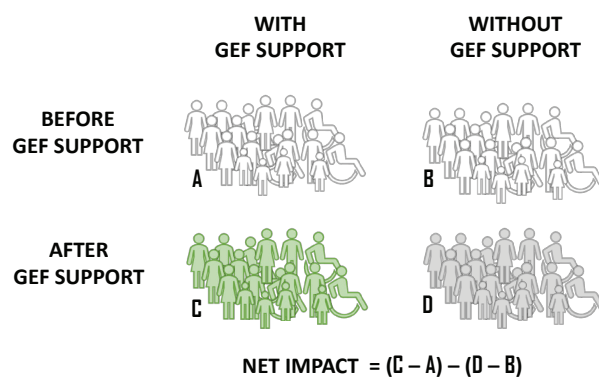 WITH
GEF SUPPORT
WITHOUT
GEF SUPPORT
BEFORE
GEF SUPPORT
A
B
AFTER
GEF SUPPORT
C
D
NET IMPACT = (C – A) – (D – B)